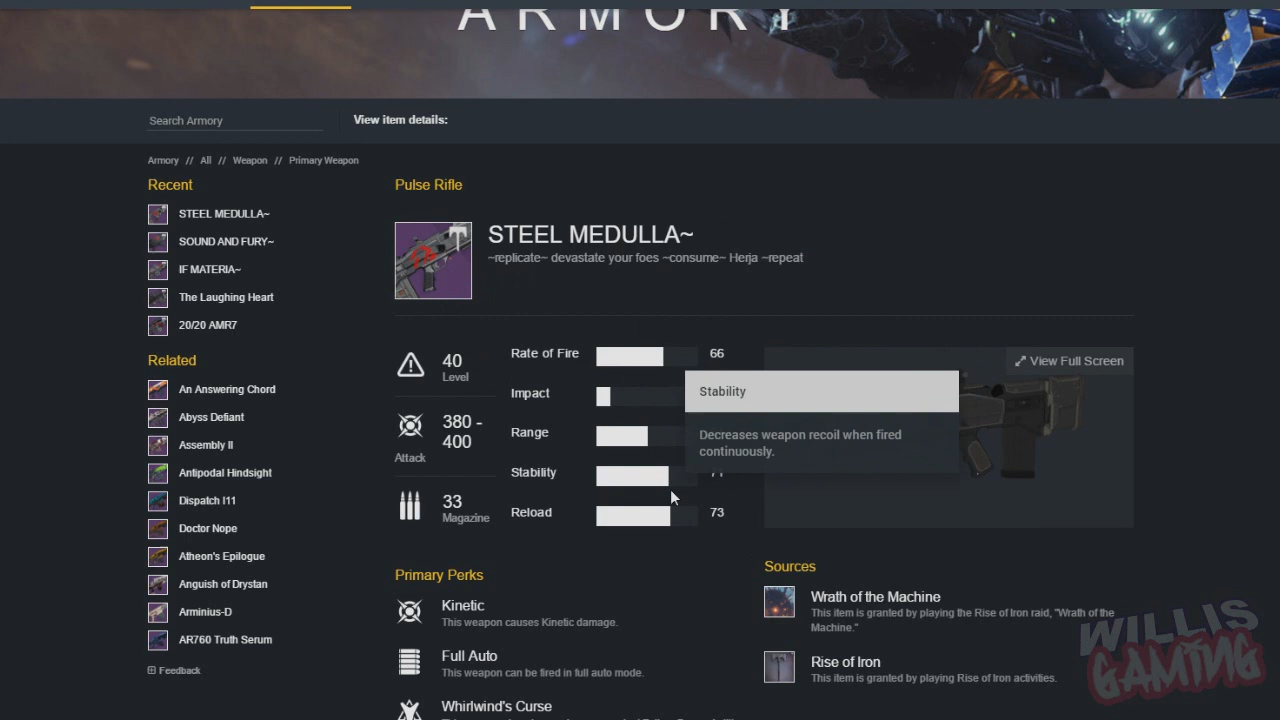 ARMORY
Search Armory
View item details:
Armory // All // Weapon // Primary Weapon
Recent
STEEL MEDULLA~
SOUND AND FURY~
IF MATERIA~
The Laughing Heart
20/20 AMR7
Related
An Answering Chord
Abyss Defiant
Assembly II
Antipodal Hindsight
Dispatch I11
Doctor Nope
Atheon's Epilogue
Anguish of Drystan
Arminius-D
AR760 Truth Serum
Feedback
Pulse Rifle
STEEL MEDULLA~
~replicate~ devastate your foes ~consume~ Herja ~repeat
40
Level
380 -
400
Attack
33
Magazine
Rate of Fire 66
Impact
Range
Stability
Reload 73
Stability
Decreases weapon recoil when fired
continuously.
View Full Screen
Primary Perks
Kinetic
This weapon causes Kinetic damage.
Full Auto
This weapon can be fired in full auto mode.
Whirlwind's Curse
Sources
Wrath of the Machine
This item is granted by playing the Rise of Iron raid, "Wrath of the
Machine."
Rise of Iron
This item is granted by playing Rise of Iron activities.
WILLIS
GAMING